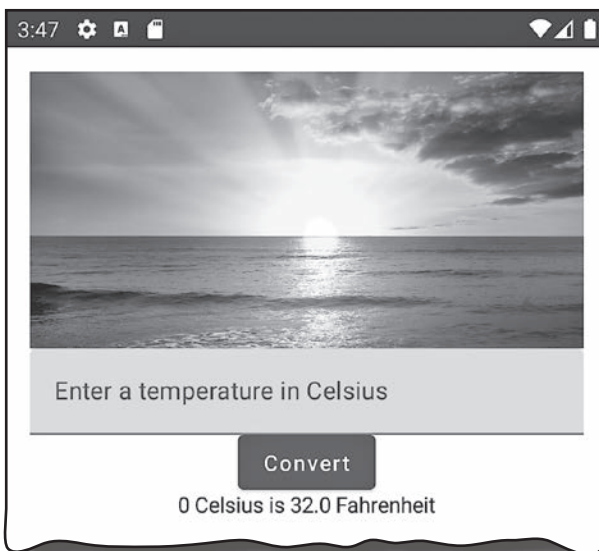 3:47
Enter a temperature in Celsius
Convert
0 Celsius is 32.0 Fahrenheit